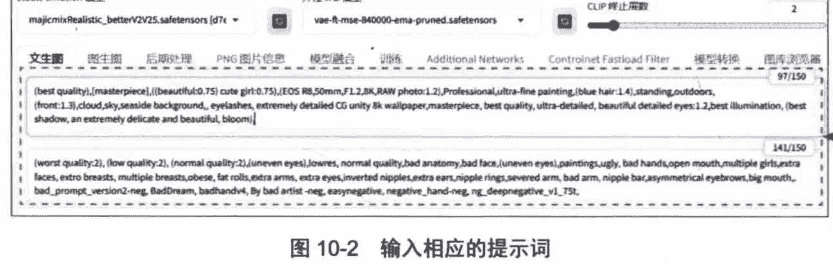 majicmixRealistic_betterV2V25.safetensors [d7e
vae-ft-mse-840000-ema-pruned.safetensors
CLIP 终止层数
2
文生图 图生图 后期处理 PNG 图片信息 模型融合 训练 Additional Networks Controlnet Fastload Filter 模型转换 图库浏览器
97/150
(best quality),[masterpiece],((beautiful:0.75) cute girl:0.75),(EOS R8,50mm,F1.2,8K,RAW photo:1.2),Professional,ultra-fine painting,(blue hair:1.4),standing,outdoors,
(front:1.3),cloud,sky,seaside background,, eyelashes, extremely detailed CG unity 8k wallpaper,masterpiece, best quality, ultra-detailed, beautiful detailed eyes:1.2,best illumination, (best
shadow, an extremely delicate and beautiful, bloom),
141/150
(worst quality:2), (low quality:2), (normal quality:2),(uneven eyes),lowres, normal quality,bad anatomy,bad face,(uneven eyes),paintings,ugly, bad hands,open mouth,multiple girls,extra
faces, extro breasts, multiple breasts,obese, fat rolls,extra arms, extra eyes,inverted nipples,extra ears,nipple rings,severed arm, bad arm, nipple bar,asymmetrical eyebrows,big mouth,,
bad_prompt_version2-neg, BadDream, badhandv4, By bad artist -neg, easynegative, negative_hand-neg, ng_deepnegative_v1_75t,
图 10-2 输入相应的提示词